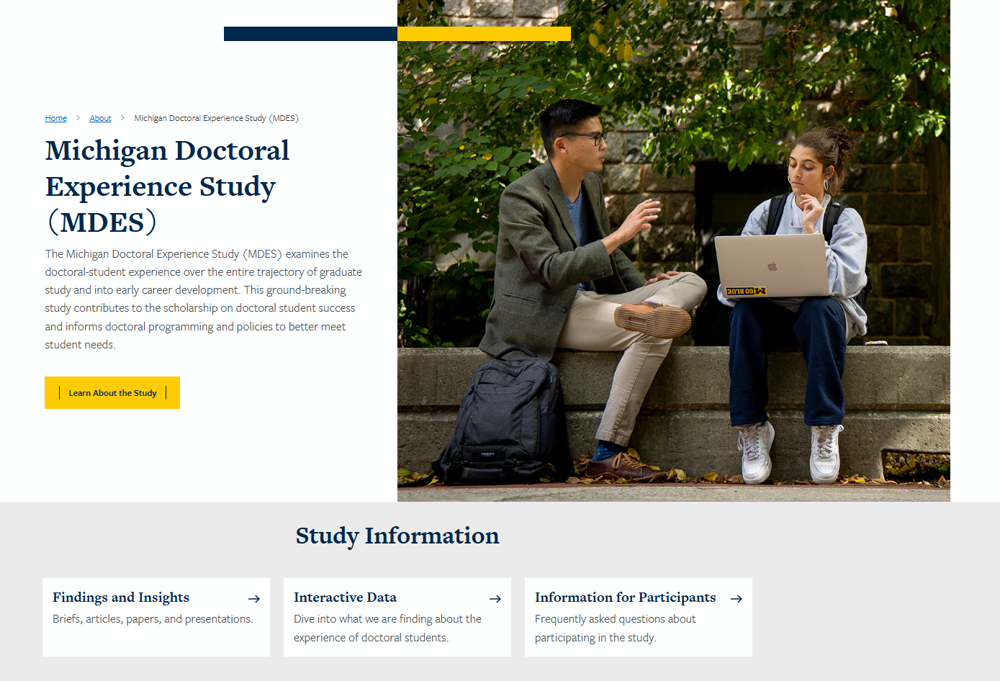 Home > About > Michigan Doctoral Experience Study (MDES)
Michigan Doctoral
Experience Study
(MDES)
The Michigan Doctoral Experience Study (MDES) examines the
doctoral-student experience over the entire trajectory of graduate
study and into early career development. This ground-breaking
study contributes to the scholarship on doctoral student success
and informs doctoral programming and policies to better meet
student needs.
Learn About the Study
M GO BLUE
Study Information
Findings and Insights
Briefs, articles, papers, and presentations.
Interactive Data
Dive into what we are finding about the
experience of doctoral students.
Information for Participants
Frequently asked questions about
participating in the study.